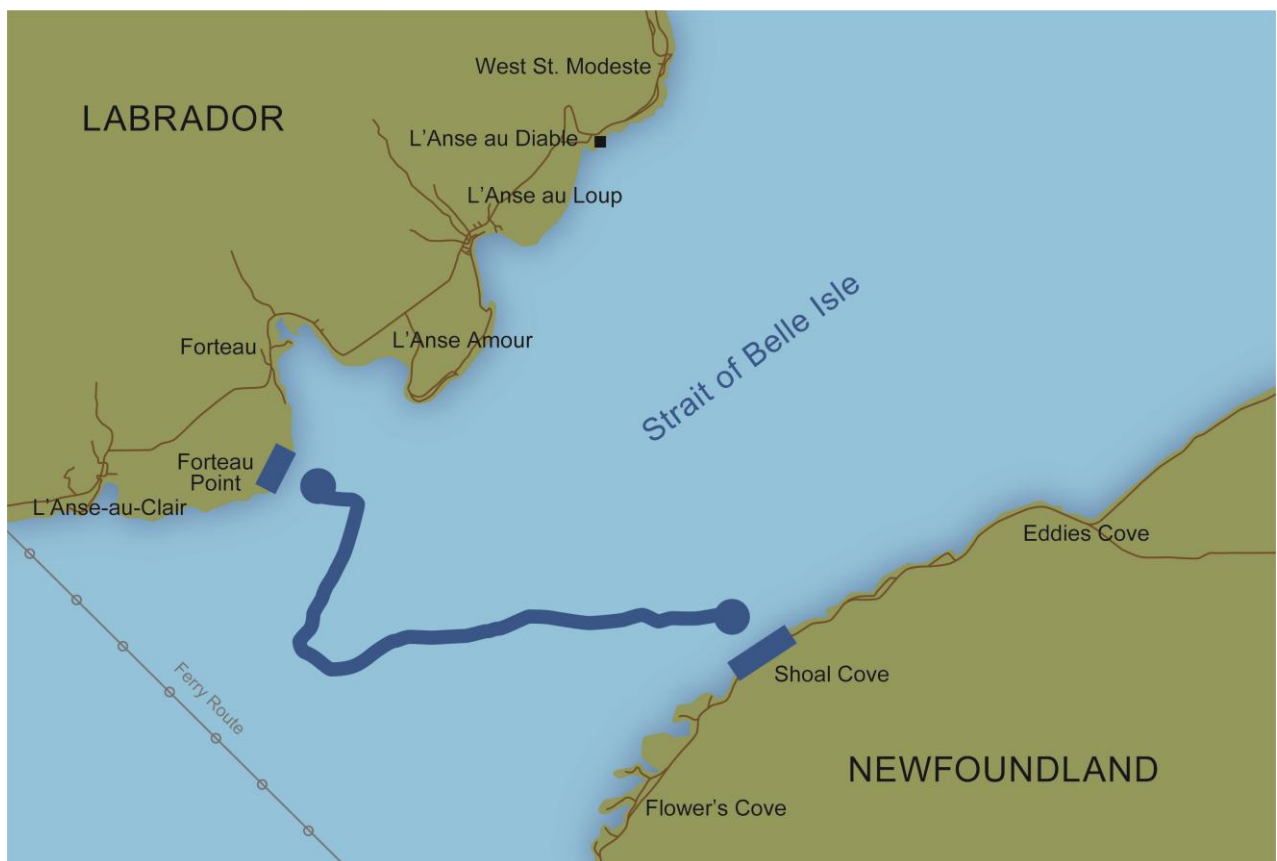 West St. Modeste
LABRADOR
L'Anse au Diable
L'Anse au Loup
Strait of Belle Isle
Forteau
L'Anse Amour
Forteau
Point
L'Anse-au-Clair
Eddies Cove
Ferry Route
Shoal Cove
NEWFOUNDLAND
Flower's Cove